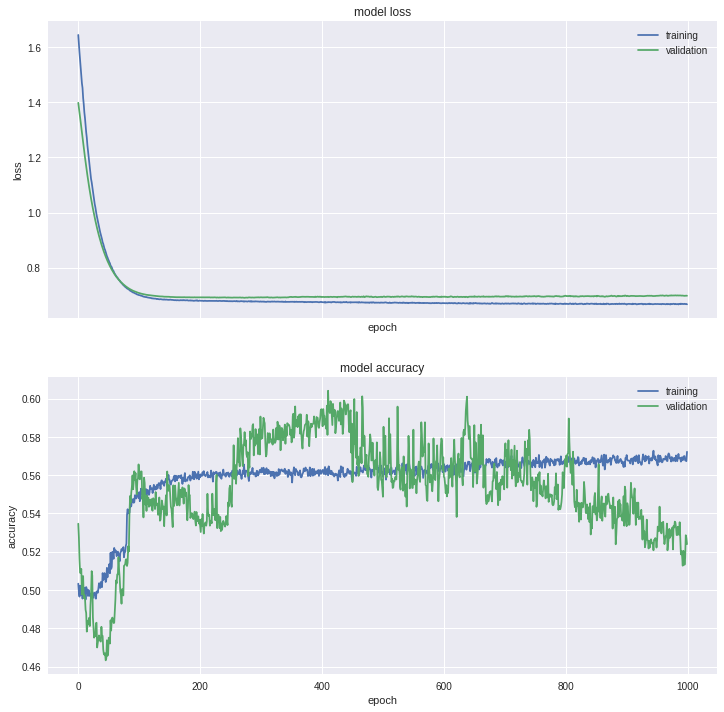 model loss
training
validation
1.6
1.4
1.2
1.0
0.8
loss
epoch
model accuracy
training
validation
0.60
0.58
0.56
0.54
0.52
0.50
0.48
0.46
accuracy
0
200
400
600
800
1000
epoch